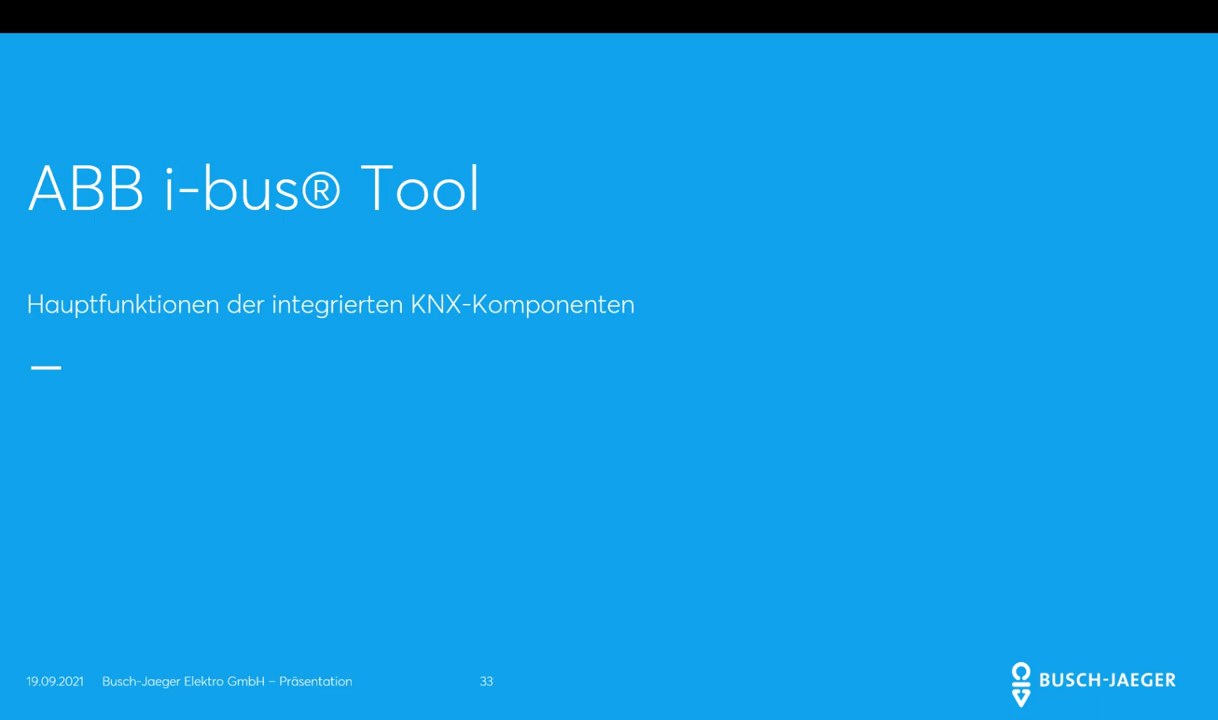 ABB i-bus® Tool
Hauptfunktionen der integrierten KNX-Komponenten
19.09.2021 Busch-Jaeger Elektro GmbH – Präsentation 33
BUSCH-JAEGER